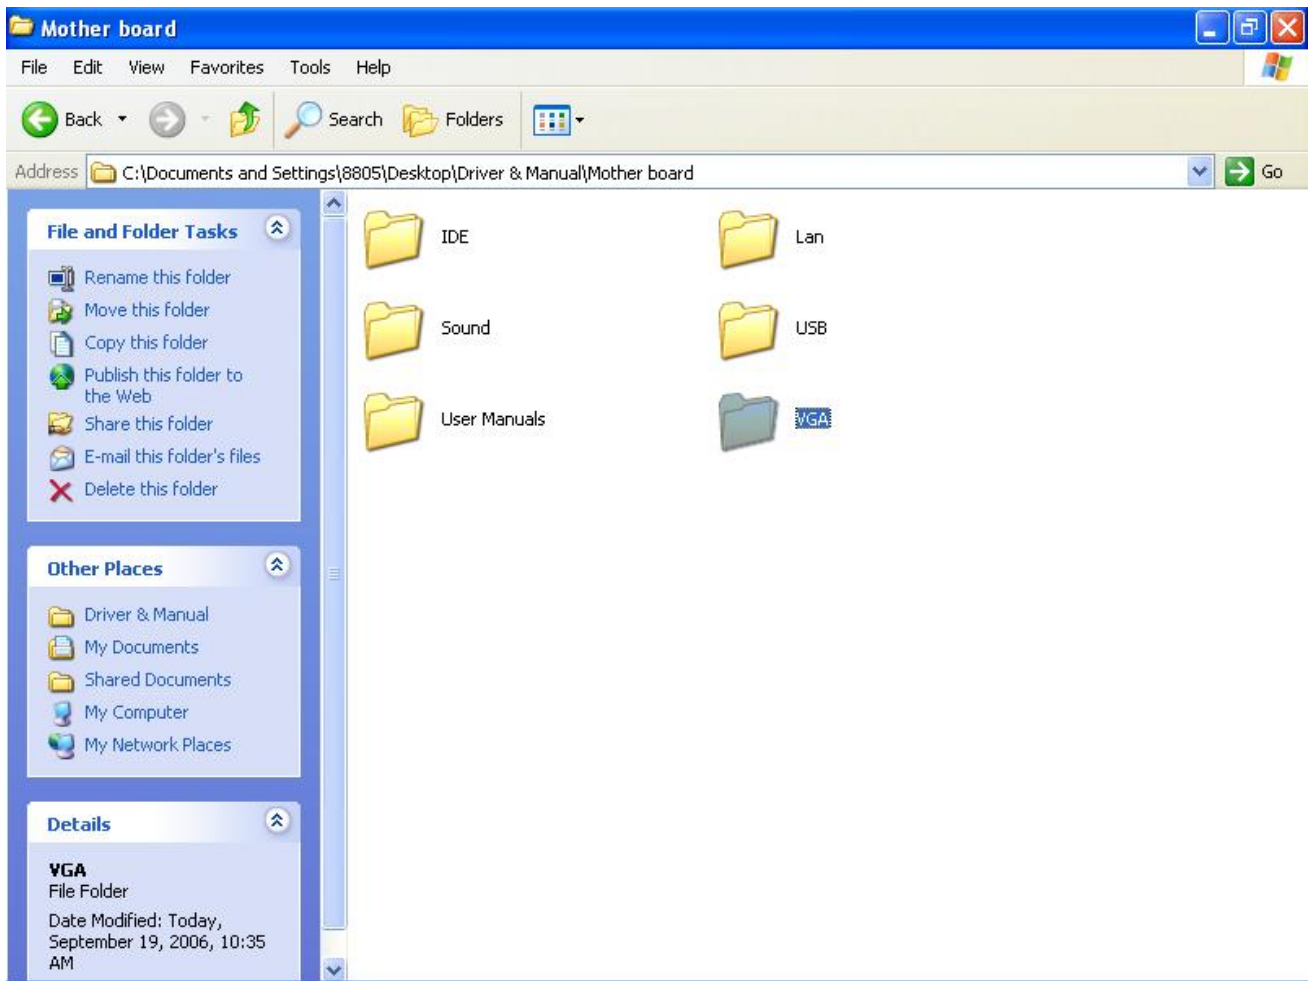 Mother board
File Edit View Favorites Tools Help
Back Search Folders
Address C:\Documents and Settings\8805\Desktop\Driver & Manual\Mother board Go
File and Folder Tasks
Rename this folder
Move this folder
Copy this folder
Publish this folder to
the Web
Share this folder
E-mail this folder's files
Delete this folder
Other Places
Driver & Manual
My Documents
Shared Documents
My Computer
My Network Places
Details
VGA
File Folder
Date Modified: Today,
September 19, 2006, 10:35
AM
IDE Lan
Sound USB
User Manuals VGA